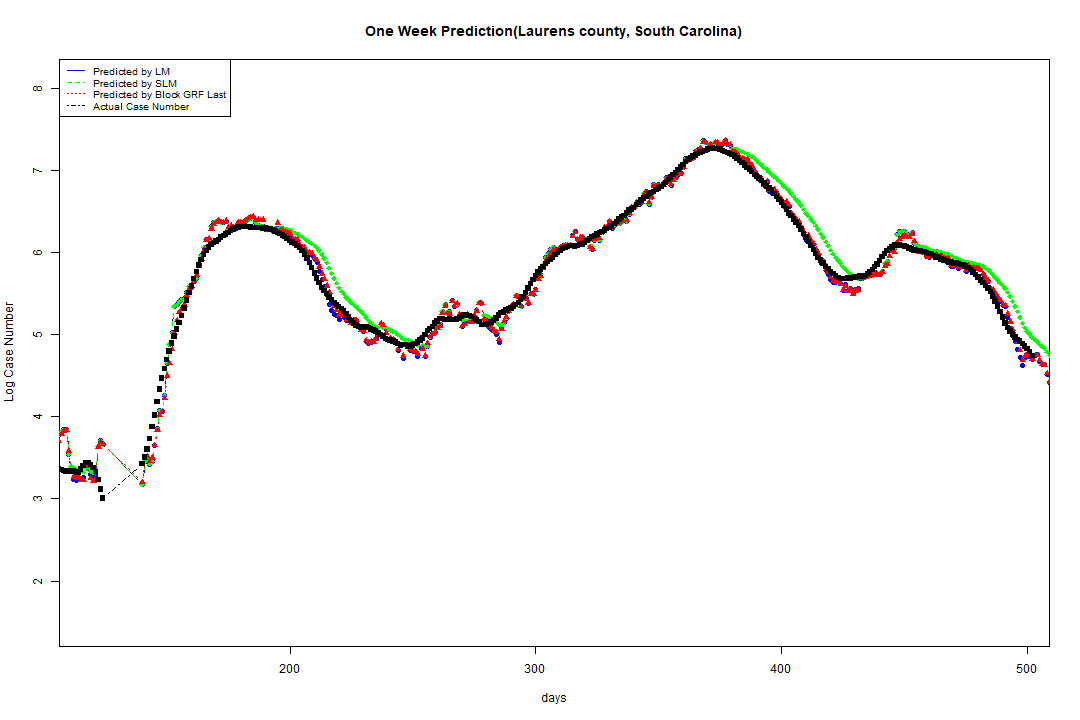 One Week Prediction(Laurens county, South Carolina)
Predicted by LM
Predicted by SLM
Predicted by Block GRF Last
Actual Case Number
8
7
6
5
4
3
2
Log Case Number
200 300 400 500
days